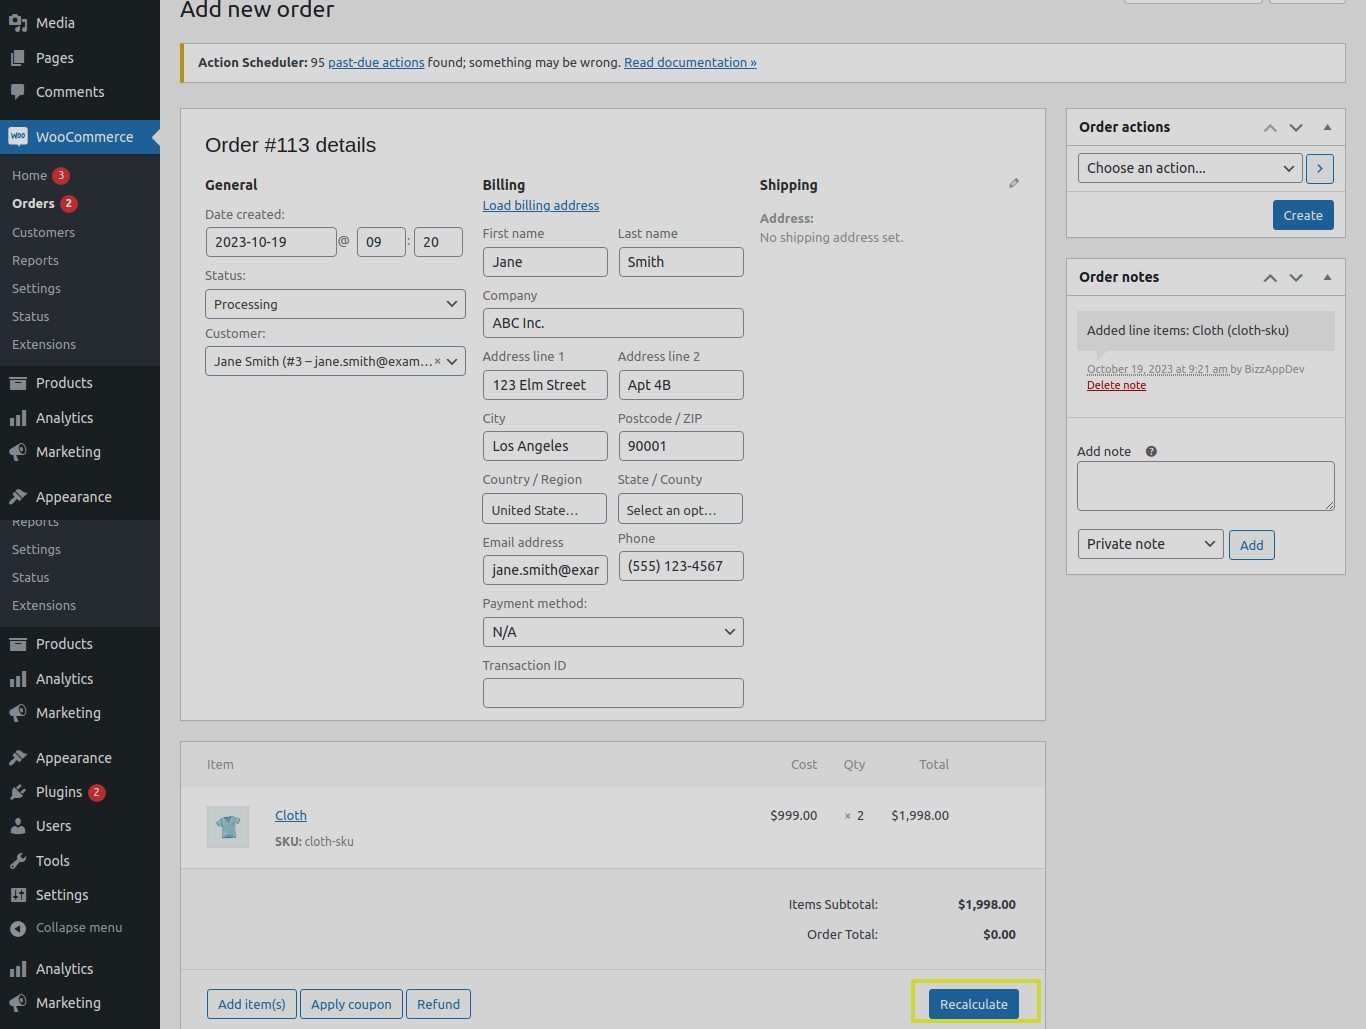 Add new order
Action Scheduler: 95 past-due actions found; something may be wrong. Read documentation »
Media
Pages
Comments
WooCommerce
Home 3
Orders 2
Customers
Reports
Settings
Status
Extensions
Products
Analytics
Marketing
Appearance
Reports
Settings
Status
Extensions
Products
Analytics
Marketing
Appearance
Plugins 2
Users
Tools
Settings
Collapse menu
Analytics
Marketing
Order #113 details
General
Date created:
2023-10-19 @ 09 : 20
Status:
Processing
Customer:
Jane Smith (#3 – jane.smith@exam… ×
Billing
Load billing address
First name Last name
Jane Smith
Company
ABC Inc.
Address line 1 Address line 2
123 Elm Street Apt 4B
City Postcode / ZIP
Los Angeles 90001
Country / Region State / County
United State… Select an opt…
Email address Phone
jane.smith@exar (555) 123-4567
Payment method:
N/A
Transaction ID
Shipping
Address:
No shipping address set.
Item Cost Qty Total
Cloth $999.00 × 2 $1,998.00
SKU: cloth-sku
Items Subtotal: $1,998.00
Order Total: $0.00
Add item(s) Apply coupon Refund Recalculate
Order actions
Choose an action...
Create
Order notes
Added line items: Cloth (cloth-sku)
October 19, 2023 at 9:21 am by BizzAppDev
Delete note
Add note ?
Private note Add